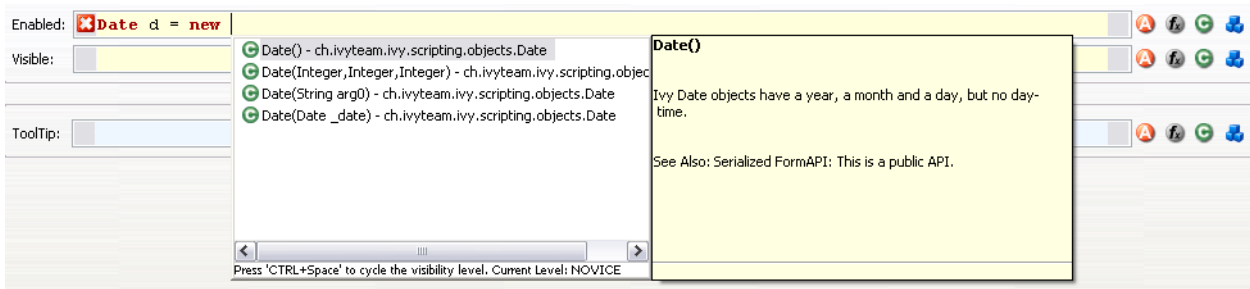 Enabled: Date d = new
Date() - ch.ivyteam.ivy.scripting.objects.Date
Date(Integer,Integer,Integer) - ch.ivyteam.ivy.scripting.objec
Date(String arg0) - ch.ivyteam.ivy.scripting.objects.Date
Date(Date _date) - ch.ivyteam.ivy.scripting.objects.Date
Press 'CTRL+Space' to cycle the visibility level. Current Level: NOVICE
Date()
Ivy Date objects have a year, a month and a day, but no day-
time.
See Also: Serialized FormAPI: This is a public API.
Visible:
ToolTip: